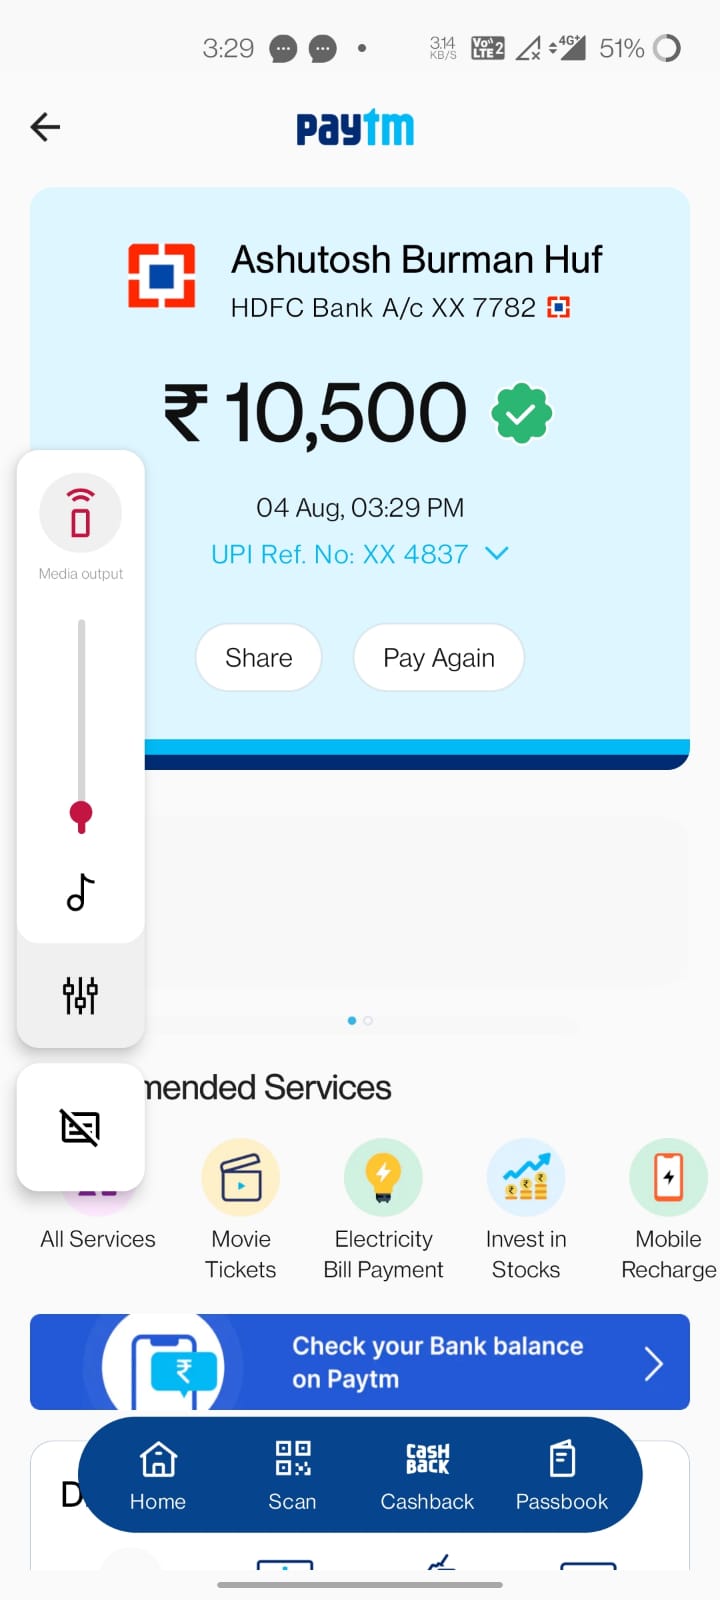 3:29
3.14
KB/S
Vo))
LTE 2
4G+
51%
paytm
Ashutosh Burman Huf
HDFC Bank A/c XX 7782
₹10,500
04 Aug, 03:29 PM
UPI Ref. No: XX 4837
Media output
Share
Pay Again
mended Services
All Services
Movie
Tickets
Electricity
Bill Payment
Invest in
Stocks
Mobile
Recharge
₹
Check your Bank balance
on Paytm
D
Home
Scan
CASH
BACK
Cashback
Passbook